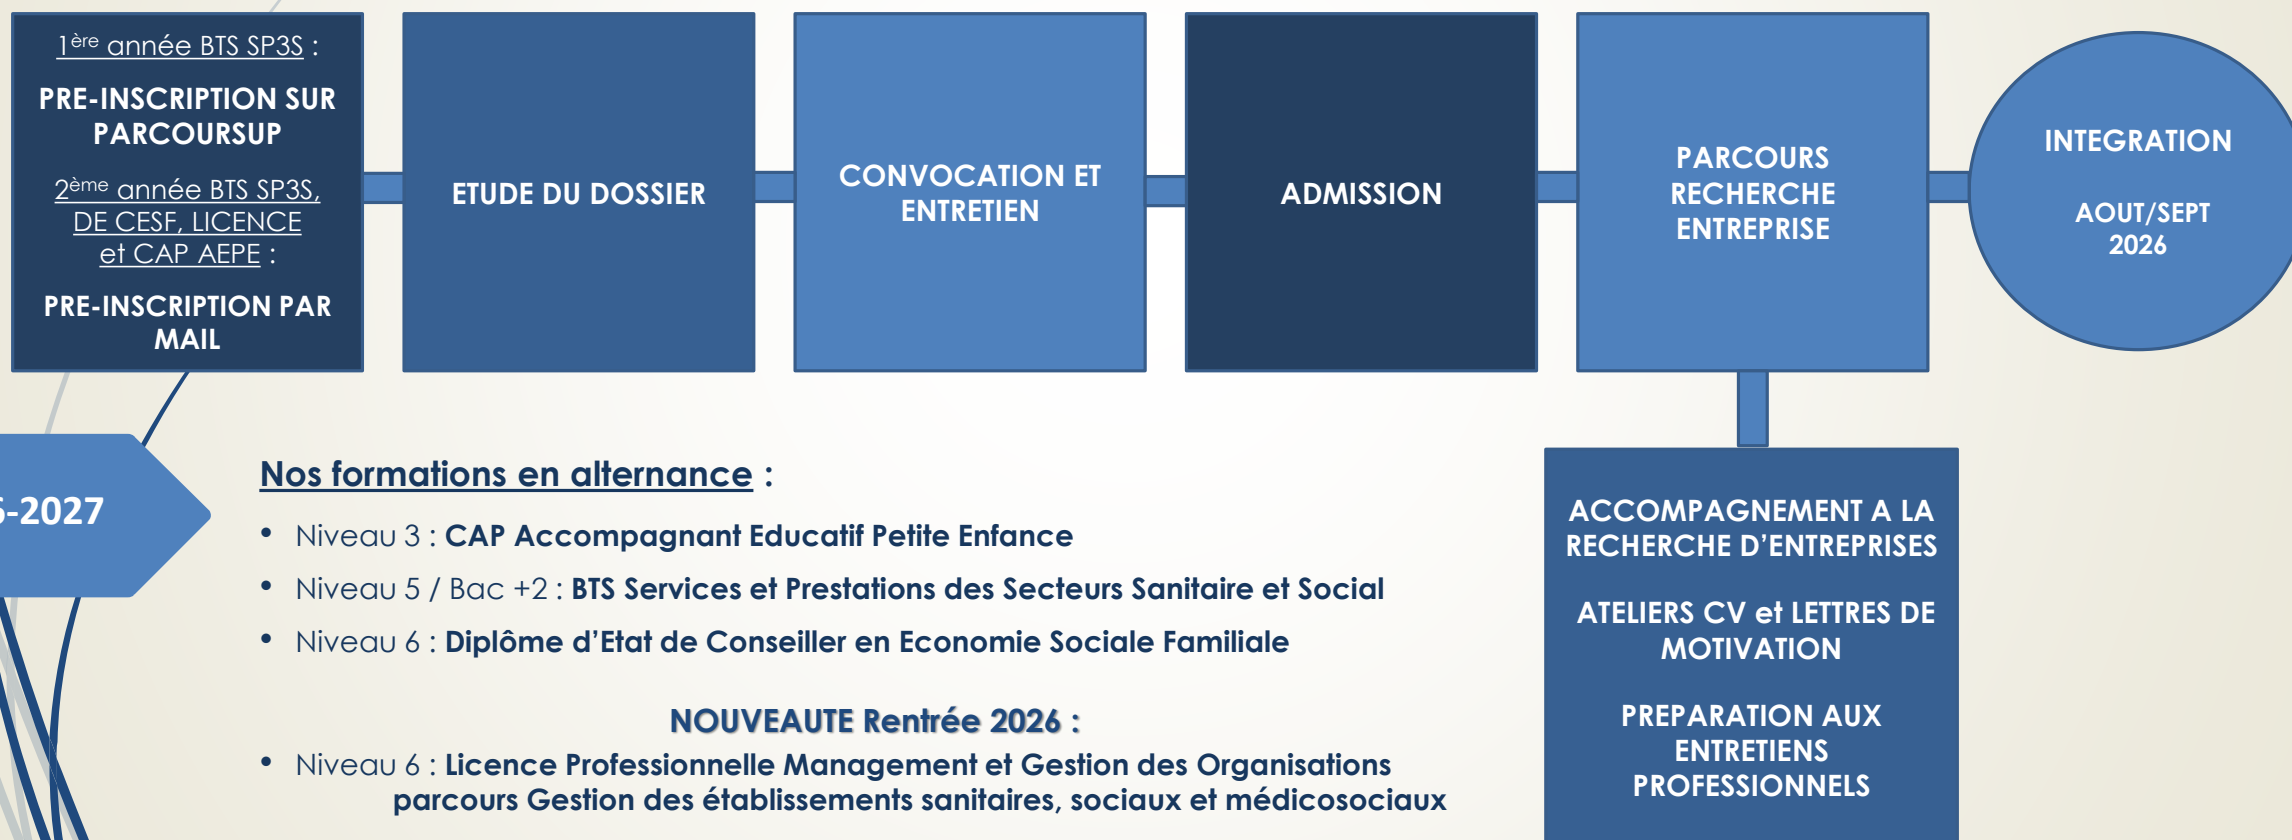 1ère année BTS SP3S :
PRE-INSCRIPTION SUR
PARCOURSUP
2ème année BTS SP3S,
DE CESF, LICENCE
et CAP AEPE :
PRE-INSCRIPTION PAR
MAIL
ETUDE DU DOSSIER
CONVOCATION ET
ENTRETIEN
ADMISSION
PARCOURS
RECHERCHE
ENTREPRISE
INTEGRATION
AOUT/SEPT
2026
-2027
Nos formations en alternance :
• Niveau 3 : CAP Accompagnant Educatif Petite Enfance
• Niveau 5 / Bac +2 : BTS Services et Prestations des Secteurs Sanitaire et Social
• Niveau 6 : Diplôme d’Etat de Conseiller en Economie Sociale Familiale
NOUVEAUTE Rentrée 2026 :
• Niveau 6 : Licence Professionnelle Management et Gestion des Organisations
parcours Gestion des établissements sanitaires, sociaux et médicosociaux
ACCOMPAGNEMENT A LA
RECHERCHE D’ENTREPRISES
ATELIERS CV et LETTRES DE
MOTIVATION
PREPARATION AUX
ENTRETIENS
PROFESSIONNELS